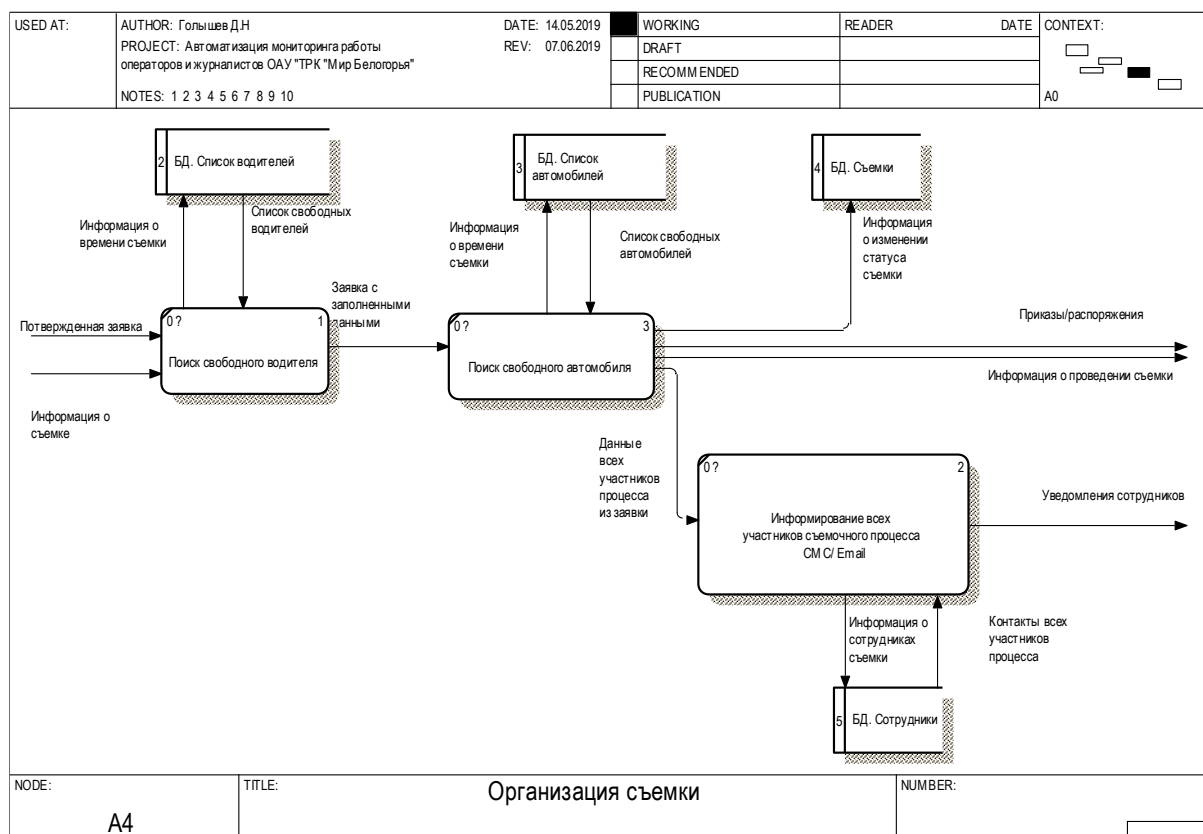 USED AT:
AUTHOR: Голышев Д.Н
DATE: 14.05.2019
PROJECT: Автоматизация мониторинга работы
операторов и журналистов ОАУ "ТРК "Мир Белогорья"
REV: 07.06.2019
NOTES: 1 2 3 4 5 6 7 8 9 10
WORKING
DRAFT
RECOMMENDED
PUBLICATION
READER
DATE
CONTEXT:
A0
2
БД. Список водителей
3
БД. Список
автомобилей
4
БД. Съемки
Информация о
времени съемки
Список свободных
водителей
Информация
о времени
съемки
Список свободных
автомобилей
Информация
о изменении
статуса
съемки
Потвержденная заявка
Информация о
съемке
0 ?
1
Поиск свободного водителя
Заявка с
заполненными
данными
0 ?
3
Поиск свободного автомобиля
Приказы/распоряжения
Информация о проведении съемки
Данные
всех
участников
процесса
из заявки
0 ?
2
Информирование всех
участников съемочного процесса
СМС/ Email
Уведомления сотрудников
Информация о
сотрудниках
съемки
Контакты всех
участников
процесса
5
БД. Сотрудники
NODE:
A4
TITLE:
Организация съемки
NUMBER: